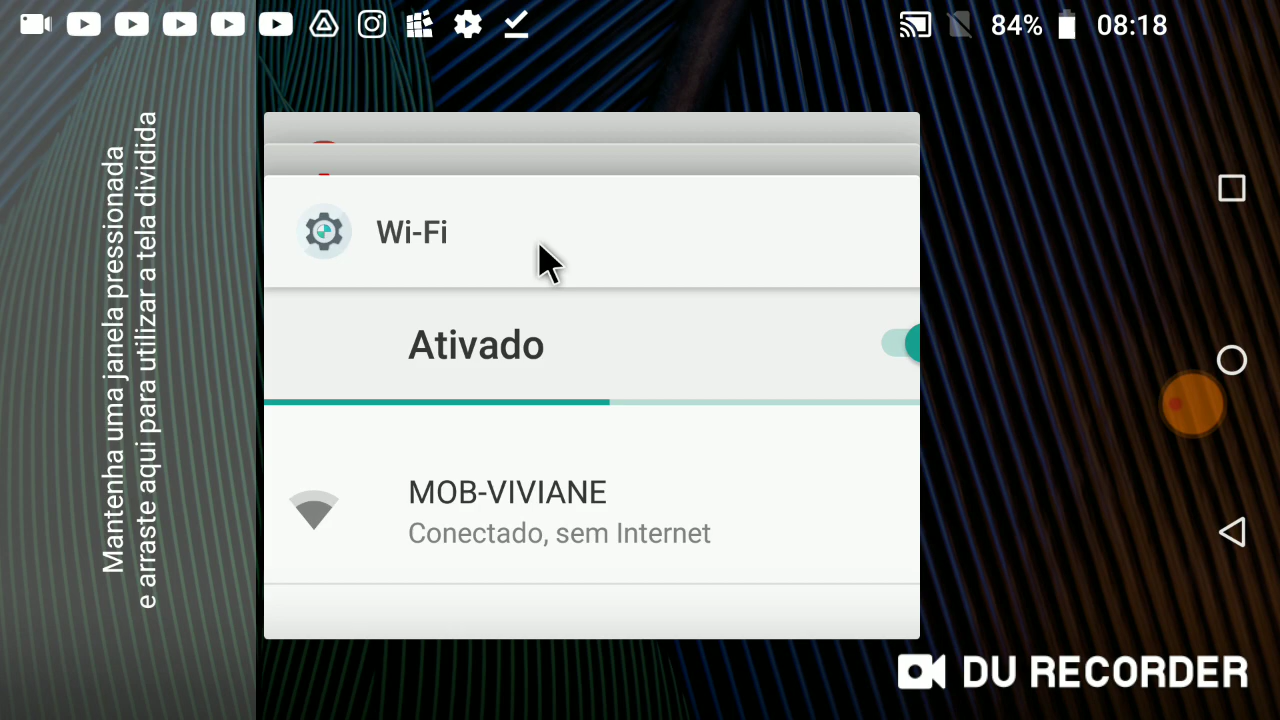 84%
08:18
Mantenha uma janela pressionada
e arraste aqui para utilizar a tela dividida
Wi-Fi
Ativado
MOB-VIVIANE
Conectado, sem Internet
DU RECORDER